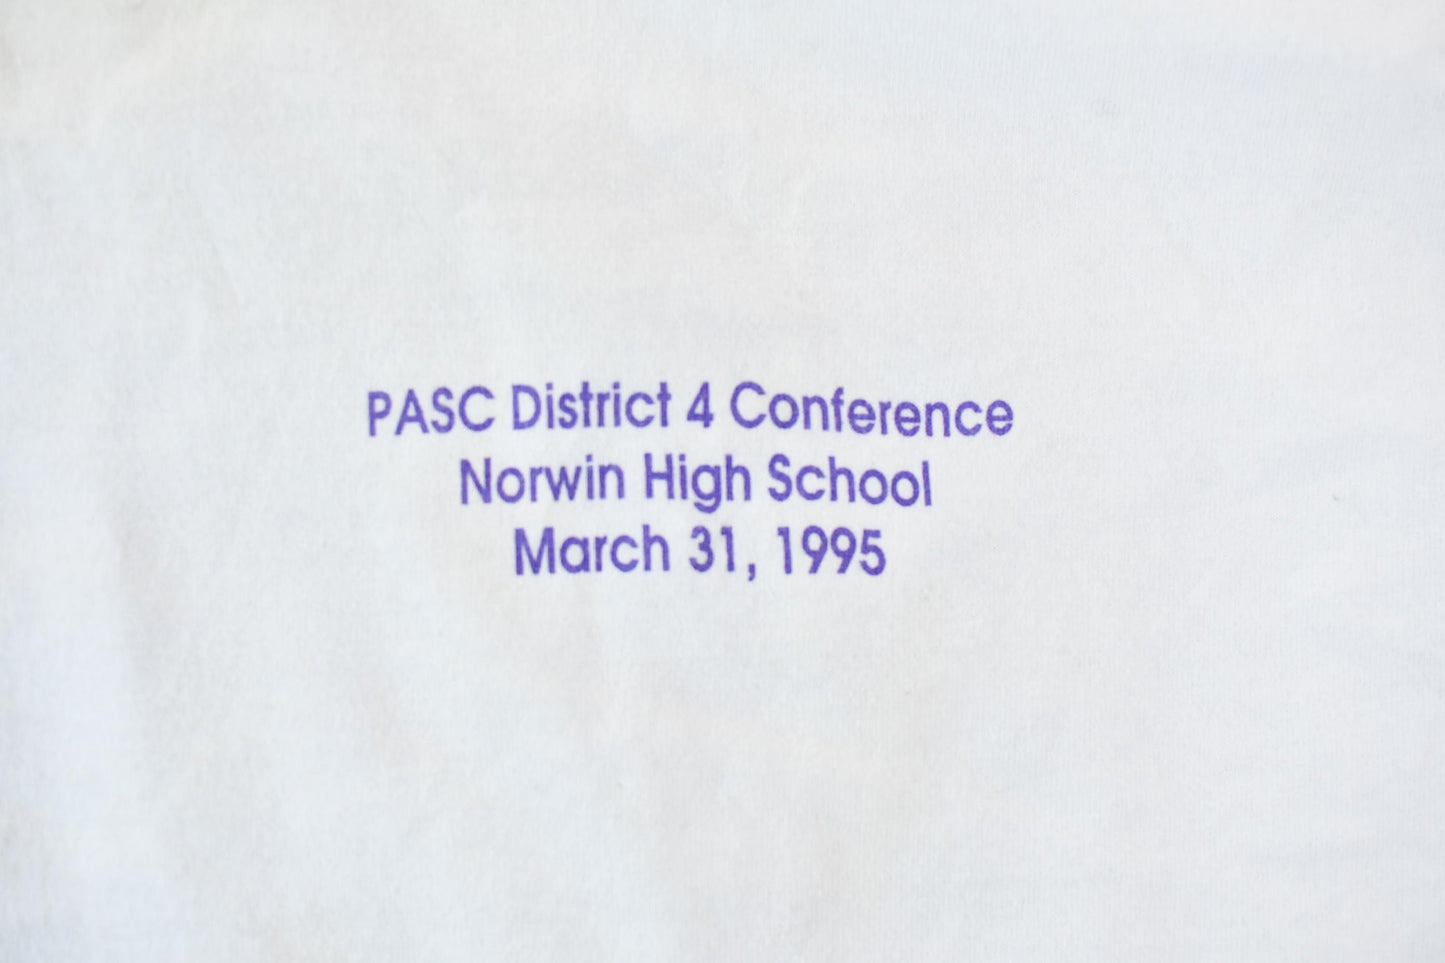 PASC District 4 Conference
Norwin High School
March 31, 1995